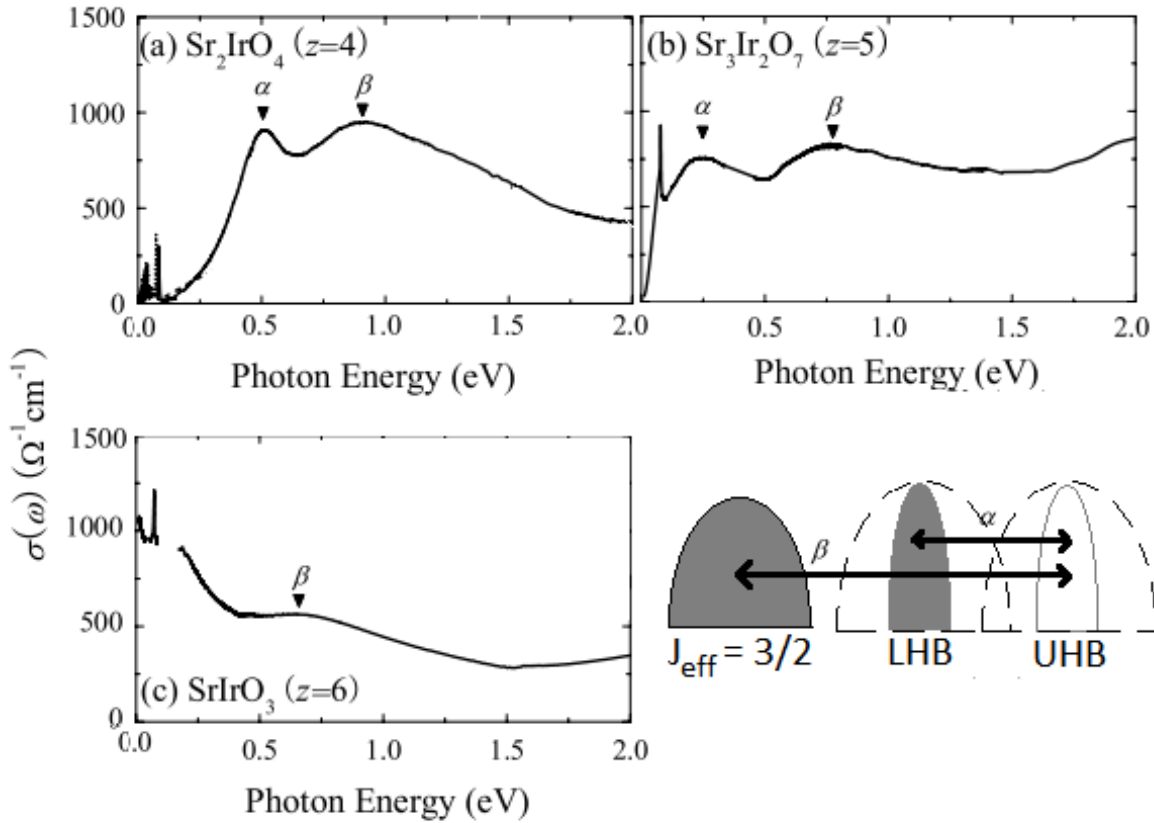 1500
1000
500
0
(a) Sr₂IrO₄ (z=4)
α
β
0.0 0.5 1.0 1.5 2.0
Photon Energy (eV)
(b) Sr₃Ir₂O₇ (z=5)
α
β
0.5 1.0 1.5 2.0
Photon Energy (eV)
σ(ω) (Ω⁻¹cm⁻¹)
1500
1000
500
0
β
(c) SrIrO₃ (z=6)
0.0 0.5 1.0 1.5 2.0
Photon Energy (eV)
α
β
J_eff = 3/2 LHB UHB